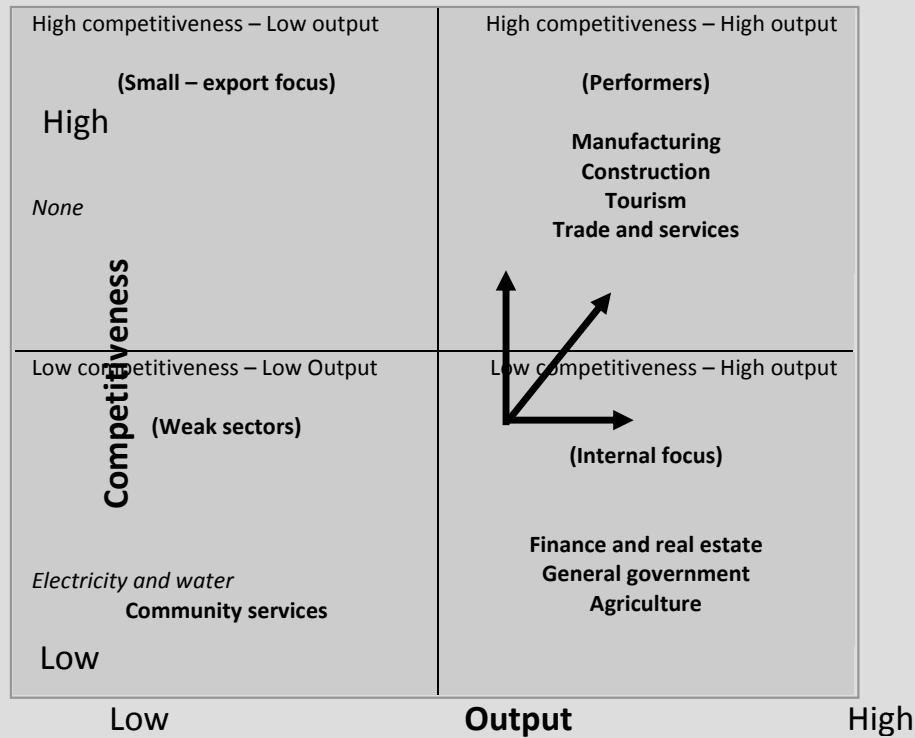 High competitiveness – Low output
(Small – export focus)
High
None
High competitiveness – High output
(Performers)
Manufacturing
Construction
Tourism
Trade and services
Competitiveness
Low competitiveness – Low Output
(Weak sectors)
Electricity and water
Community services
Low
Low competitiveness – High output
(Internal focus)
Finance and real estate
General government
Agriculture
Low
Output
High